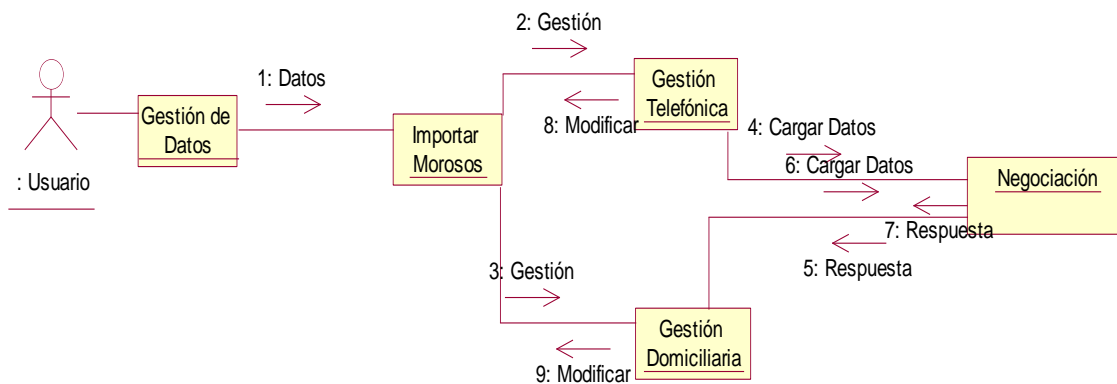 2: Gestión
1: Datos
Gestión de
Datos
: Usuario
Importar
Morosos
Gestión
Telefónica
8: Modificar
4: Cargar Datos
6: Cargar Datos
Negociación
7: Respuesta
5: Respuesta
3: Gestión
Gestión
Domiciliaria
9: Modificar